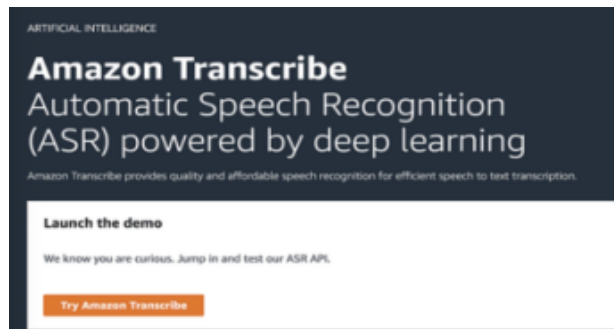 ARTIFICIAL INTELLIGENCE
Amazon Transcribe
Automatic Speech Recognition
(ASR) powered by deep learning
Amazon Transcribe provides quality and affordable speech recognition for efficient speech to text transcription.
Launch the demo
We know you are curious. Jump in and test our ASR API.
Try Amazon Transcribe